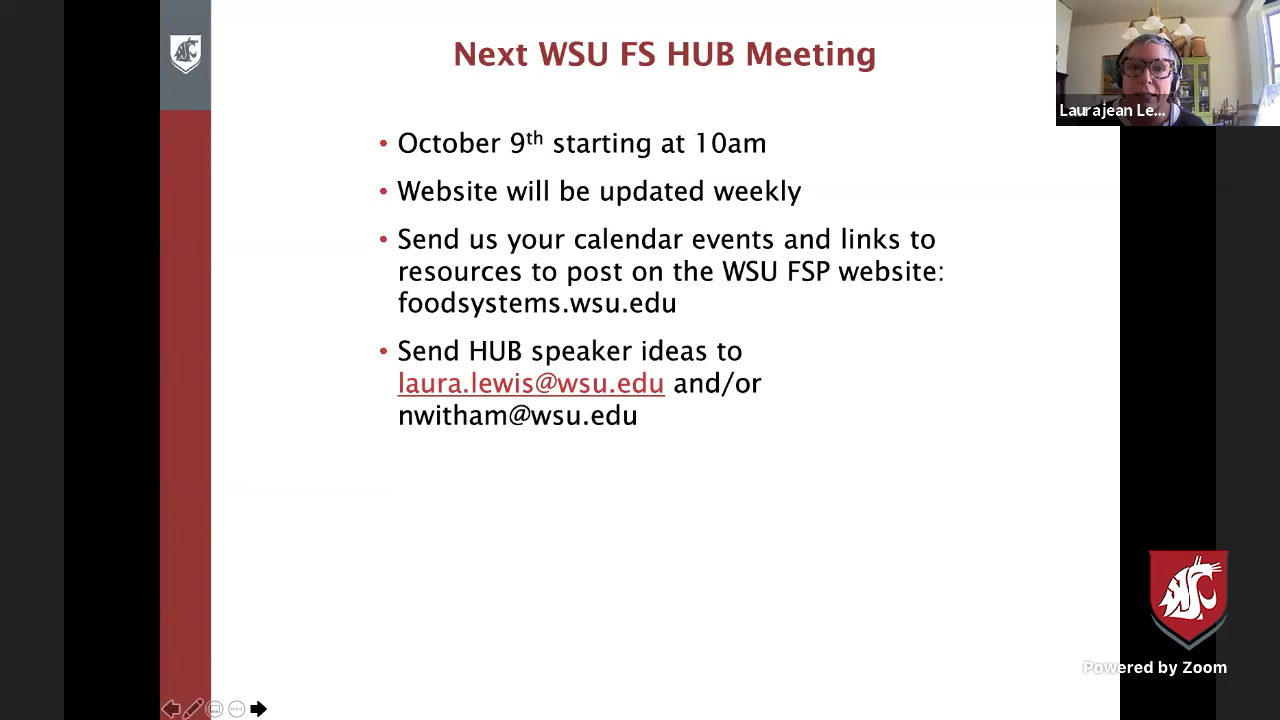 Next WSU FS HUB Meeting
Laurajean Le...
• October 9th starting at 10am
• Website will be updated weekly
• Send us your calendar events and links to
resources to post on the WSU FSP website:
foodsystems.wsu.edu
• Send HUB speaker ideas to
laura.lewis@wsu.edu and/or
nwitham@wsu.edu
Powered by Zoom